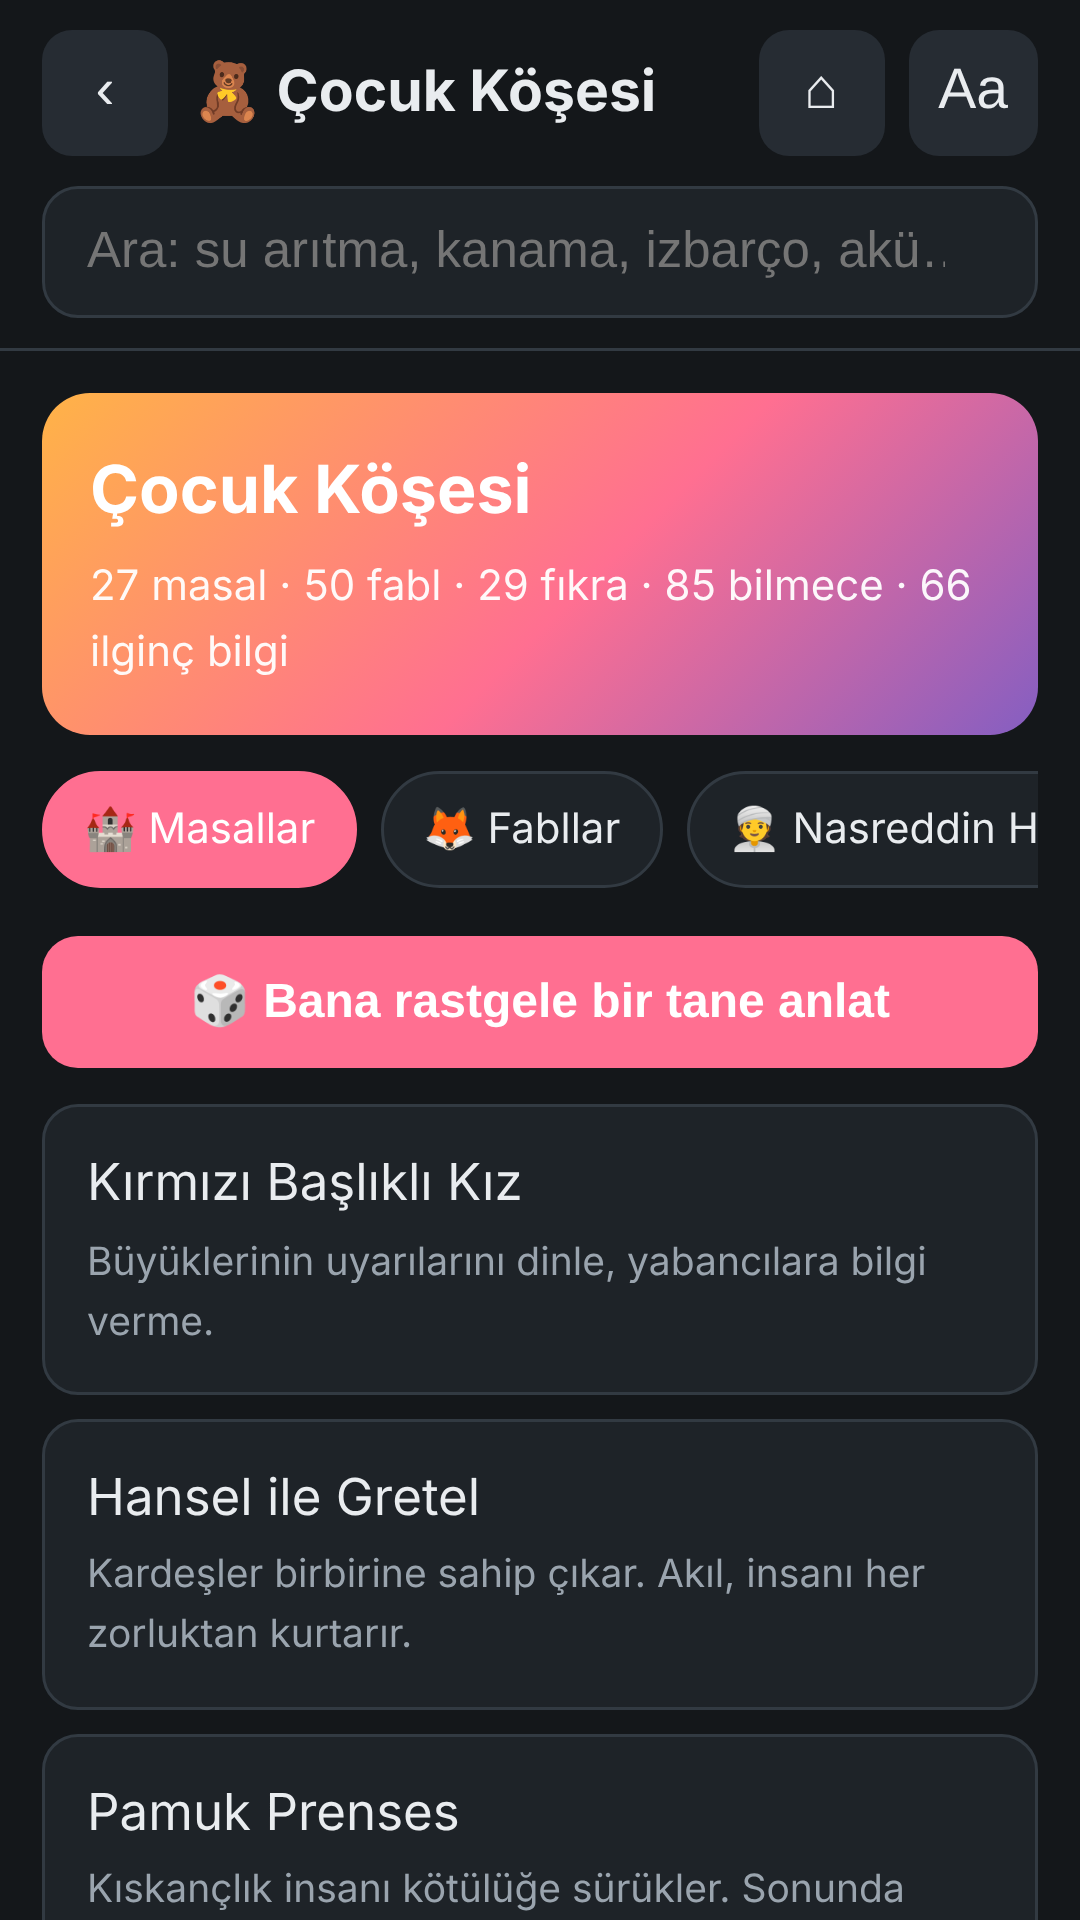 ‹ 🧸 Çocuk Köşesi ⌂ Aa
Ara: su arıtma, kanama, izbarço, akü..
Çocuk Köşesi
27 masal · 50 fabl · 29 fıkra · 85 bilmece · 66
ilginç bilgi
🏰 Masallar 🦊 Fabllar 👳 Nasreddin H
🎲 Bana rastgele bir tane anlat
Kırmızı Başlıklı Kız
Büyüklerinin uyarılarını dinle, yabancılara bilgi
verme.
Hansel ile Gretel
Kardeşler birbirine sahip çıkar. Akıl, insanı her
zorluktan kurtarır.
Pamuk Prenses
Kıskançlık insanı kötülüğe sürükler. Sonunda